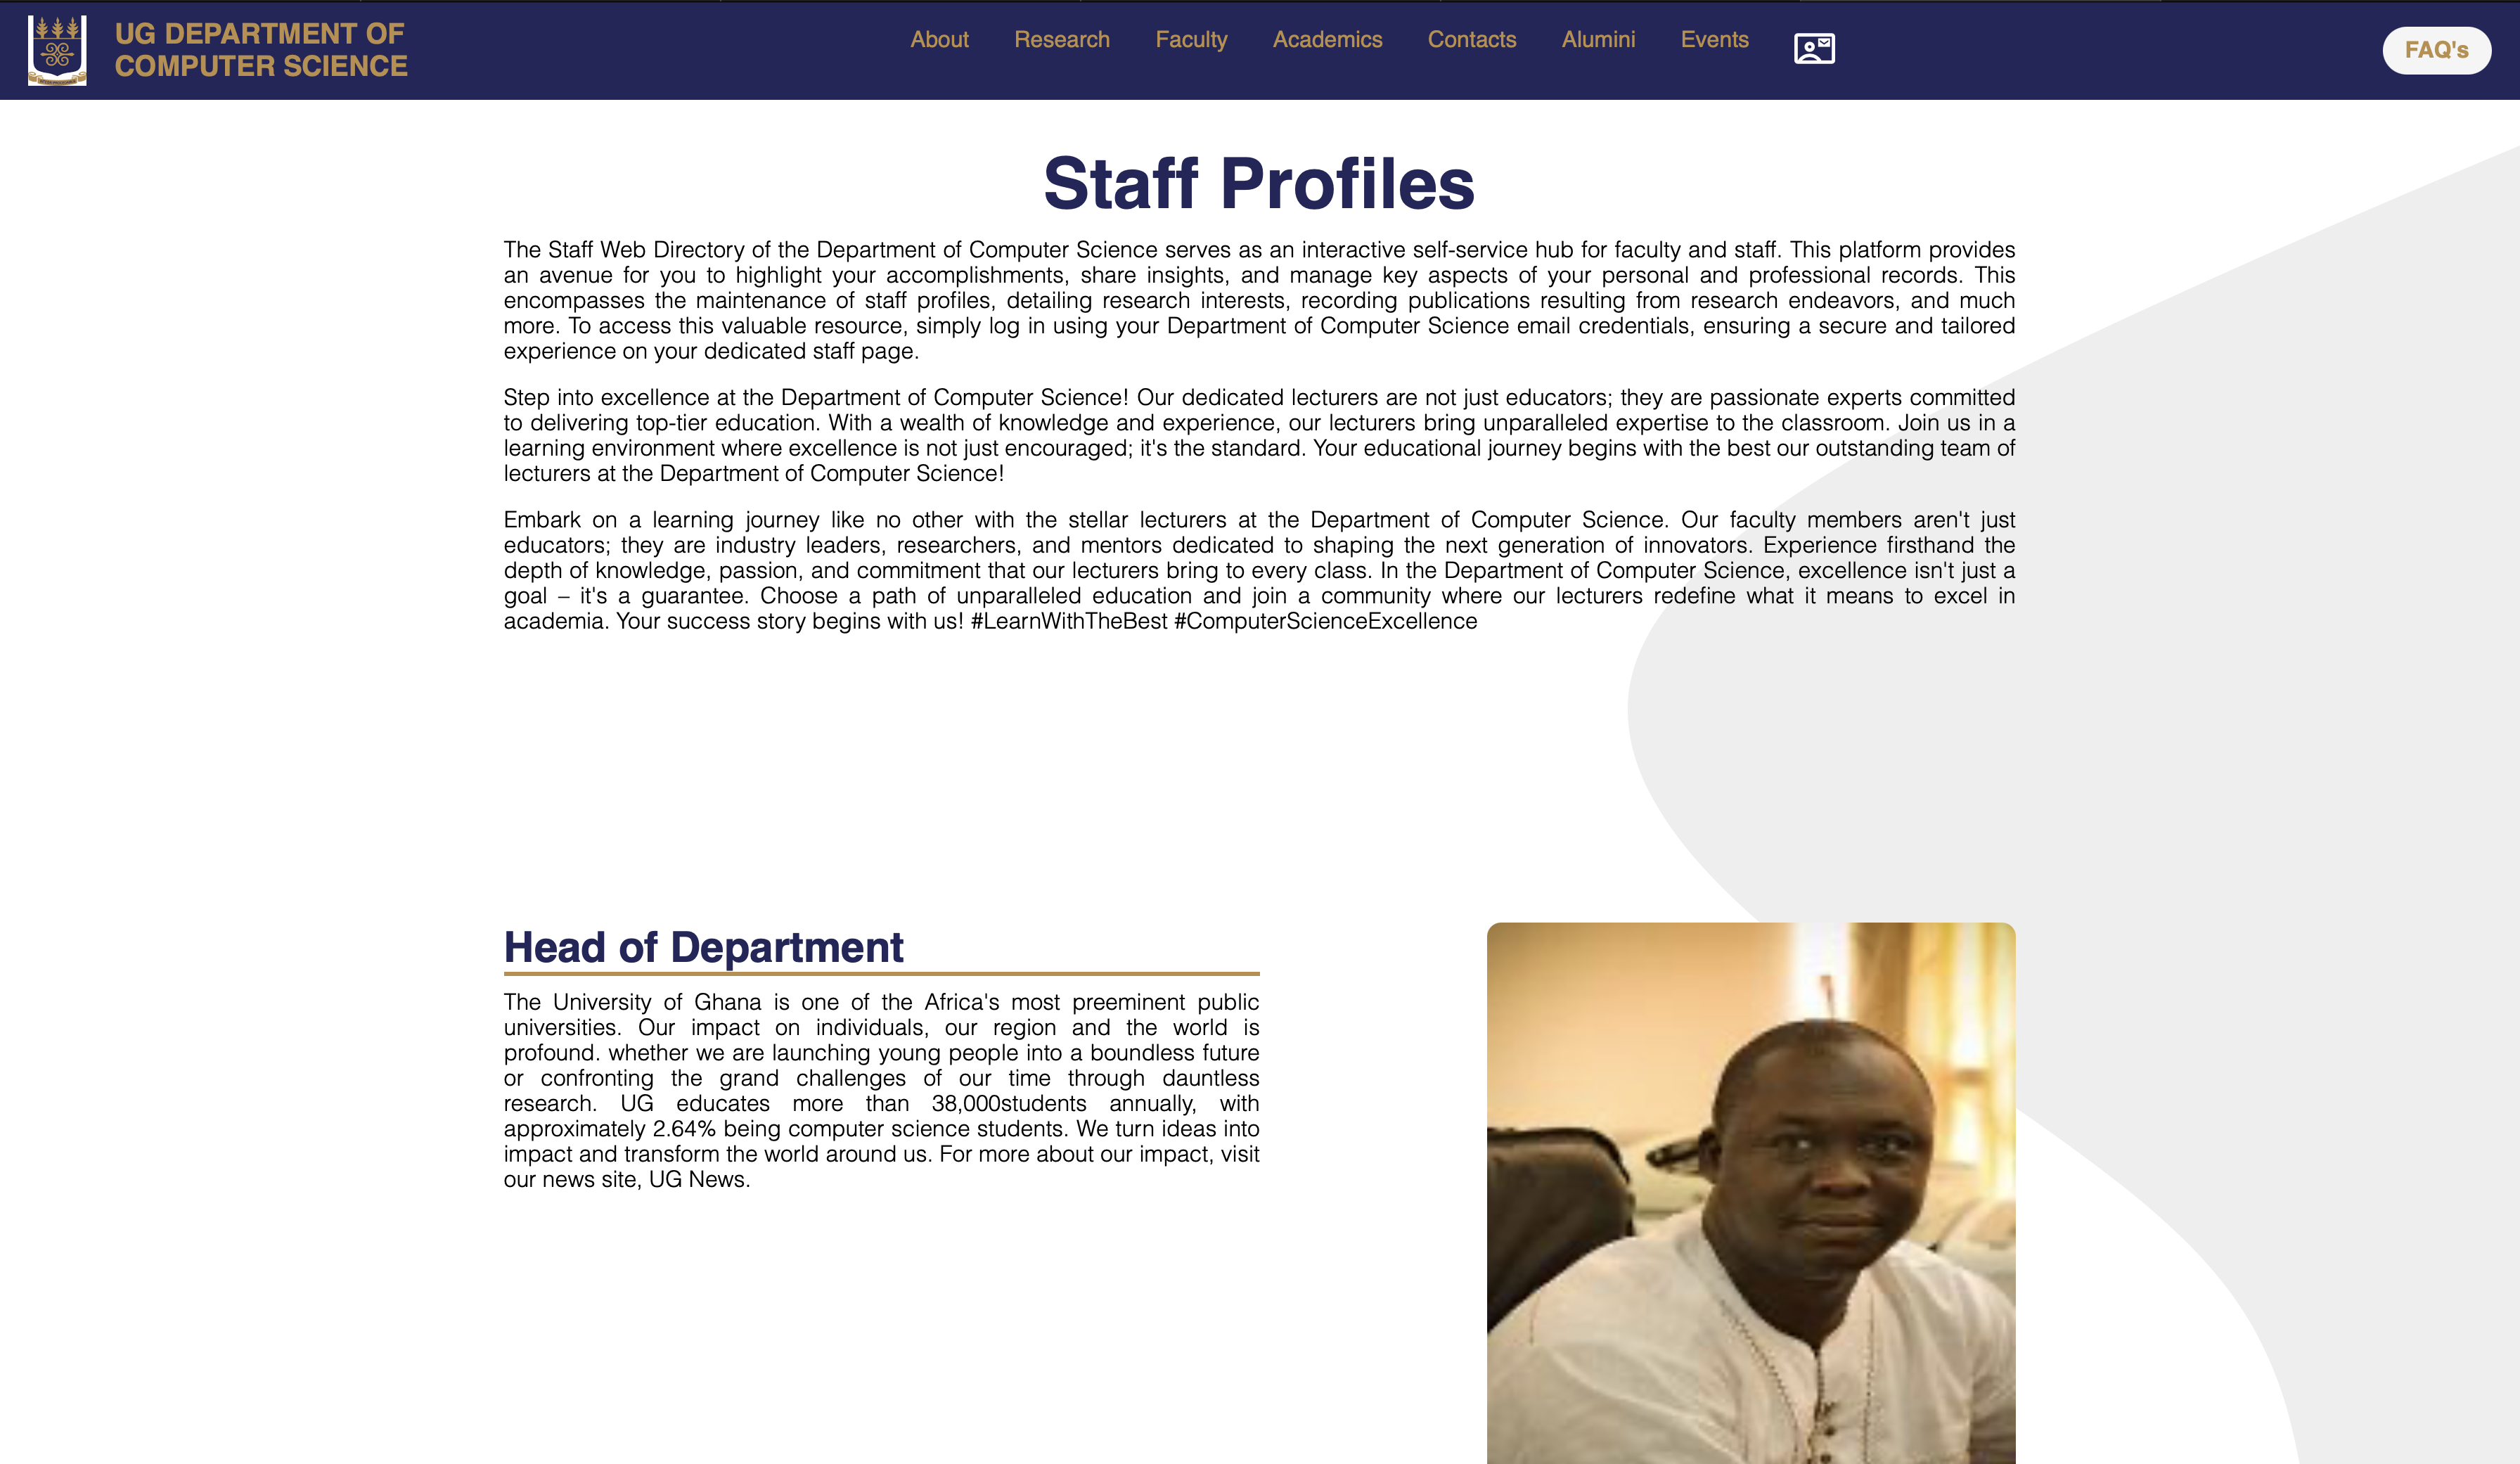 UG DEPARTMENT OF
COMPUTER SCIENCE
About Research Faculty Academics Contacts Alumini Events
FAQ's
Staff Profiles
The Staff Web Directory of the Department of Computer Science serves as an interactive self-service hub for faculty and staff. This platform provides
an avenue for you to highlight your accomplishments, share insights, and manage key aspects of your personal and professional records. This
encompasses the maintenance of staff profiles, detailing research interests, recording publications resulting from research endeavors, and much
more. To access this valuable resource, simply log in using your Department of Computer Science email credentials, ensuring a secure and tailored
experience on your dedicated staff page.
Step into excellence at the Department of Computer Science! Our dedicated lecturers are not just educators; they are passionate experts committed
to delivering top-tier education. With a wealth of knowledge and experience, our lecturers bring unparalleled expertise to the classroom. Join us in a
learning environment where excellence is not just encouraged; it's the standard. Your educational journey begins with the best our outstanding team of
lecturers at the Department of Computer Science!
Embark on a learning journey like no other with the stellar lecturers at the Department of Computer Science. Our faculty members aren't just
educators; they are industry leaders, researchers, and mentors dedicated to shaping the next generation of innovators. Experience firsthand the
depth of knowledge, passion, and commitment that our lecturers bring to every class. In the Department of Computer Science, excellence isn't just a
goal – it's a guarantee. Choose a path of unparalleled education and join a community where our lecturers redefine what it means to excel in
academia. Your success story begins with us! #LearnWithTheBest #ComputerScienceExcellence
Head of Department
The University of Ghana is one of the Africa's most preeminent public
universities. Our impact on individuals, our region and the world is
profound. whether we are launching young people into a boundless future
or confronting the grand challenges of our time through dauntless
research. UG educates more than 38,000students annually, with
approximately 2.64% being computer science students. We turn ideas into
impact and transform the world around us. For more about our impact, visit
our news site, UG News.